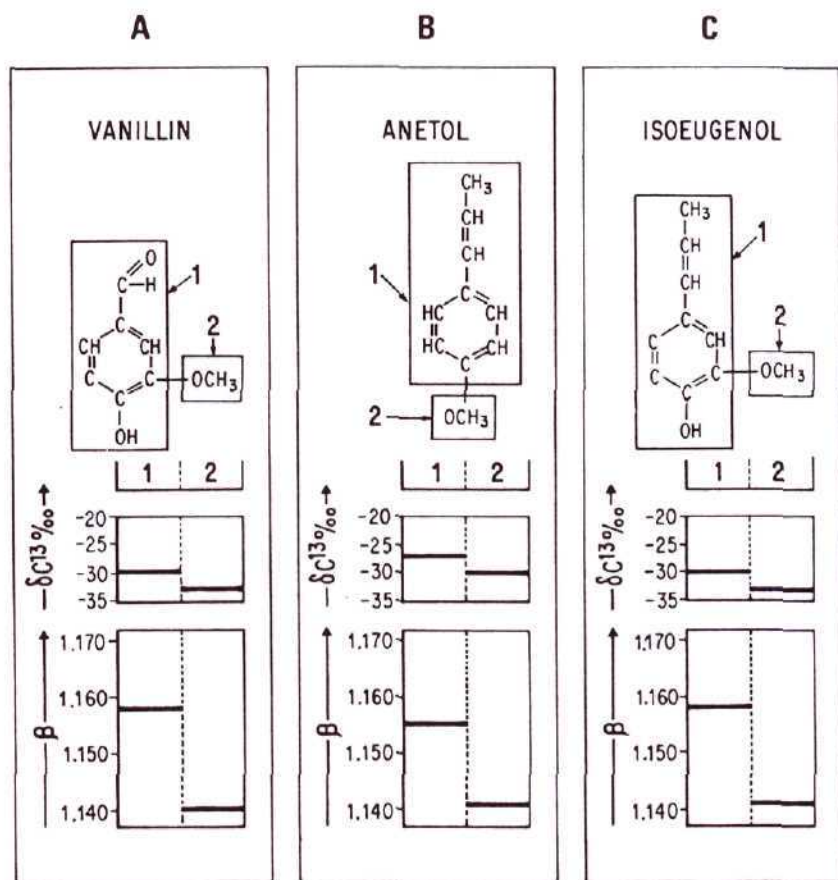 A
B
C
VANILLIN
ANETOL
ISOEUGENOL
O
C-H
C
CH
CH
CH
C
C
OCH₃
OH
1
2
1
2
CH₃
CH
CH
C
HC
CH
HC
CH
C
OCH₃
1
2
1
2
CH₃
C
CH
C
C
CH
C
C
C
OCH₃
OH
1
2
1
2
δC¹³‰
-20
-25
-30
-35
δC¹³‰
-20
-25
-30
-35
δC¹³‰
-20
-25
-30
-35
β
1,170
1,160
1,150
1,140
β
1.170
1.160
1.150
1.140
β
1.170
1.160
1.150
1.140